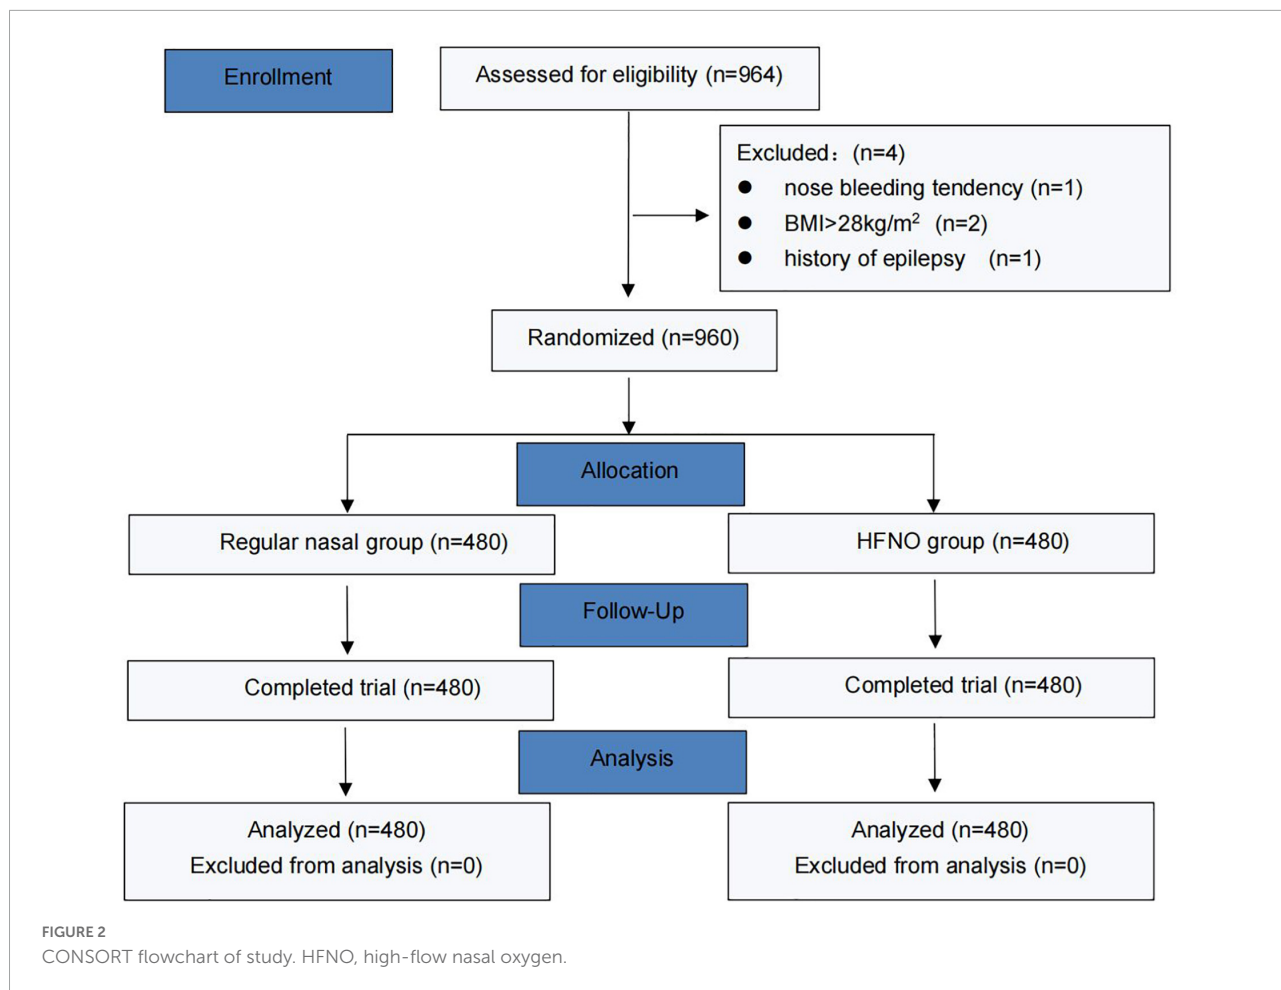 Enrollment
Assessed for eligibility (n=964)
Excluded：(n=4)
● nose bleeding tendency (n=1)
● BMI>28kg/m² (n=2)
● history of epilepsy (n=1)
Randomized (n=960)
Allocation
Regular nasal group (n=480)
HFNO group (n=480)
Follow-Up
Completed trial (n=480)
Completed trial (n=480)
Analysis
Analyzed (n=480)
Excluded from analysis (n=0)
Analyzed (n=480)
Excluded from analysis (n=0)
FIGURE 2
CONSORT flowchart of study. HFNO, high-flow nasal oxygen.